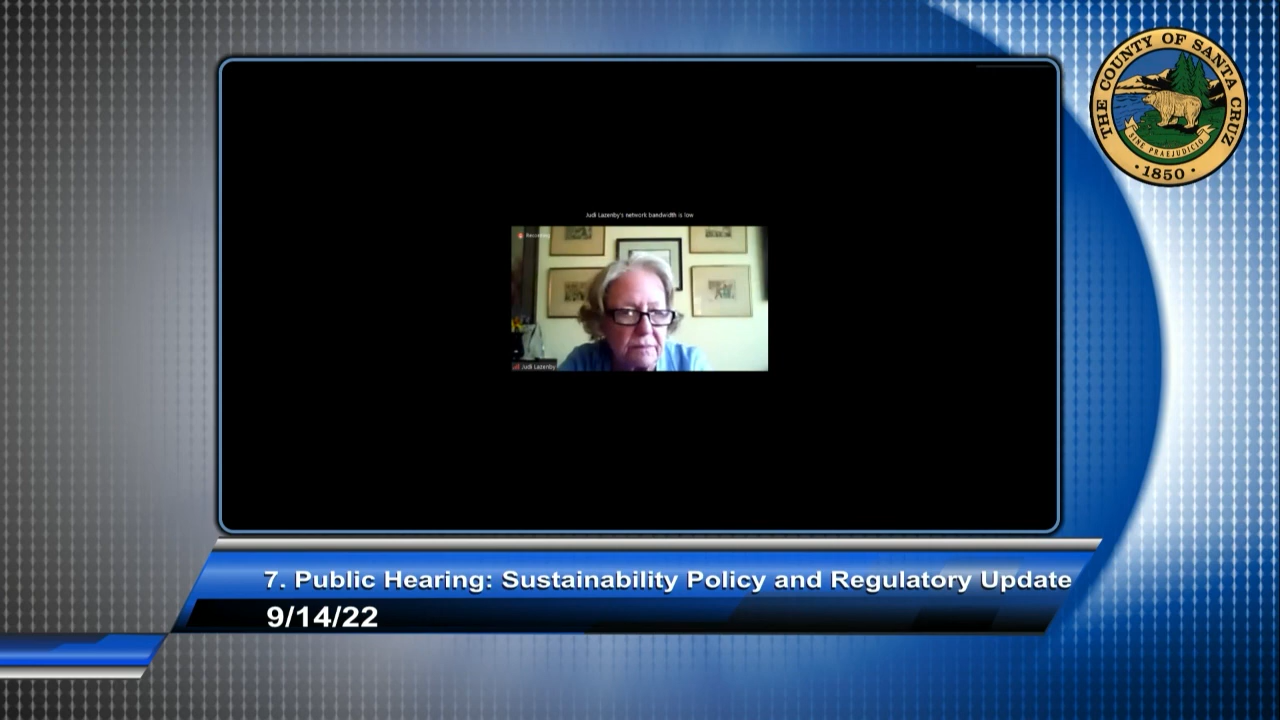 THE COUNTY OF SANTA CRUZ
SINE PRAEJUDICIO
• 1850 •
Judi Lazenby's network bandwidth is low
Recording
Judi Lazenby
7. Public Hearing: Sustainability Policy and Regulatory Update
9/14/22